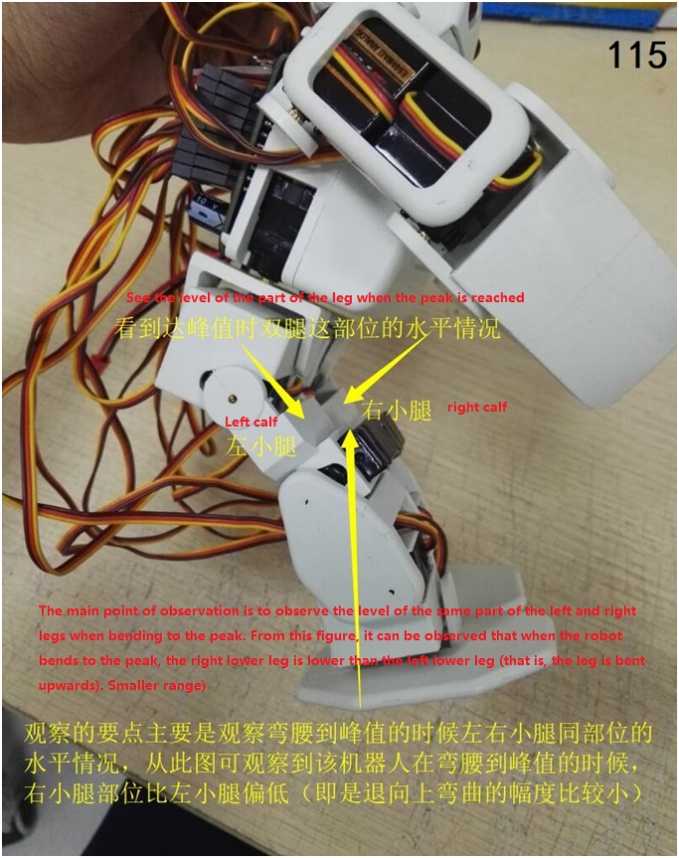 115
See the level of the part of the leg when the peak is reached
看到达峰值时双腿这部位的水平情况
右小腿 right calf
Left calf
左小腿
The main point of observation is to observe the level of the same part of the left and right
legs when bending to the peak. From this figure, it can be observed that when the robot
bends to the peak, the right lower leg is lower than the left lower leg (that is, the leg is bent
upwards). Smaller range)
观察的要点主要是观察弯腰到峰值的时候左右小腿同部位的
水平情况，从此图可观察到该机器人在弯腰到峰值的时候，
右小腿部位比左小腿偏低（即是退向上弯曲的幅度比较小）